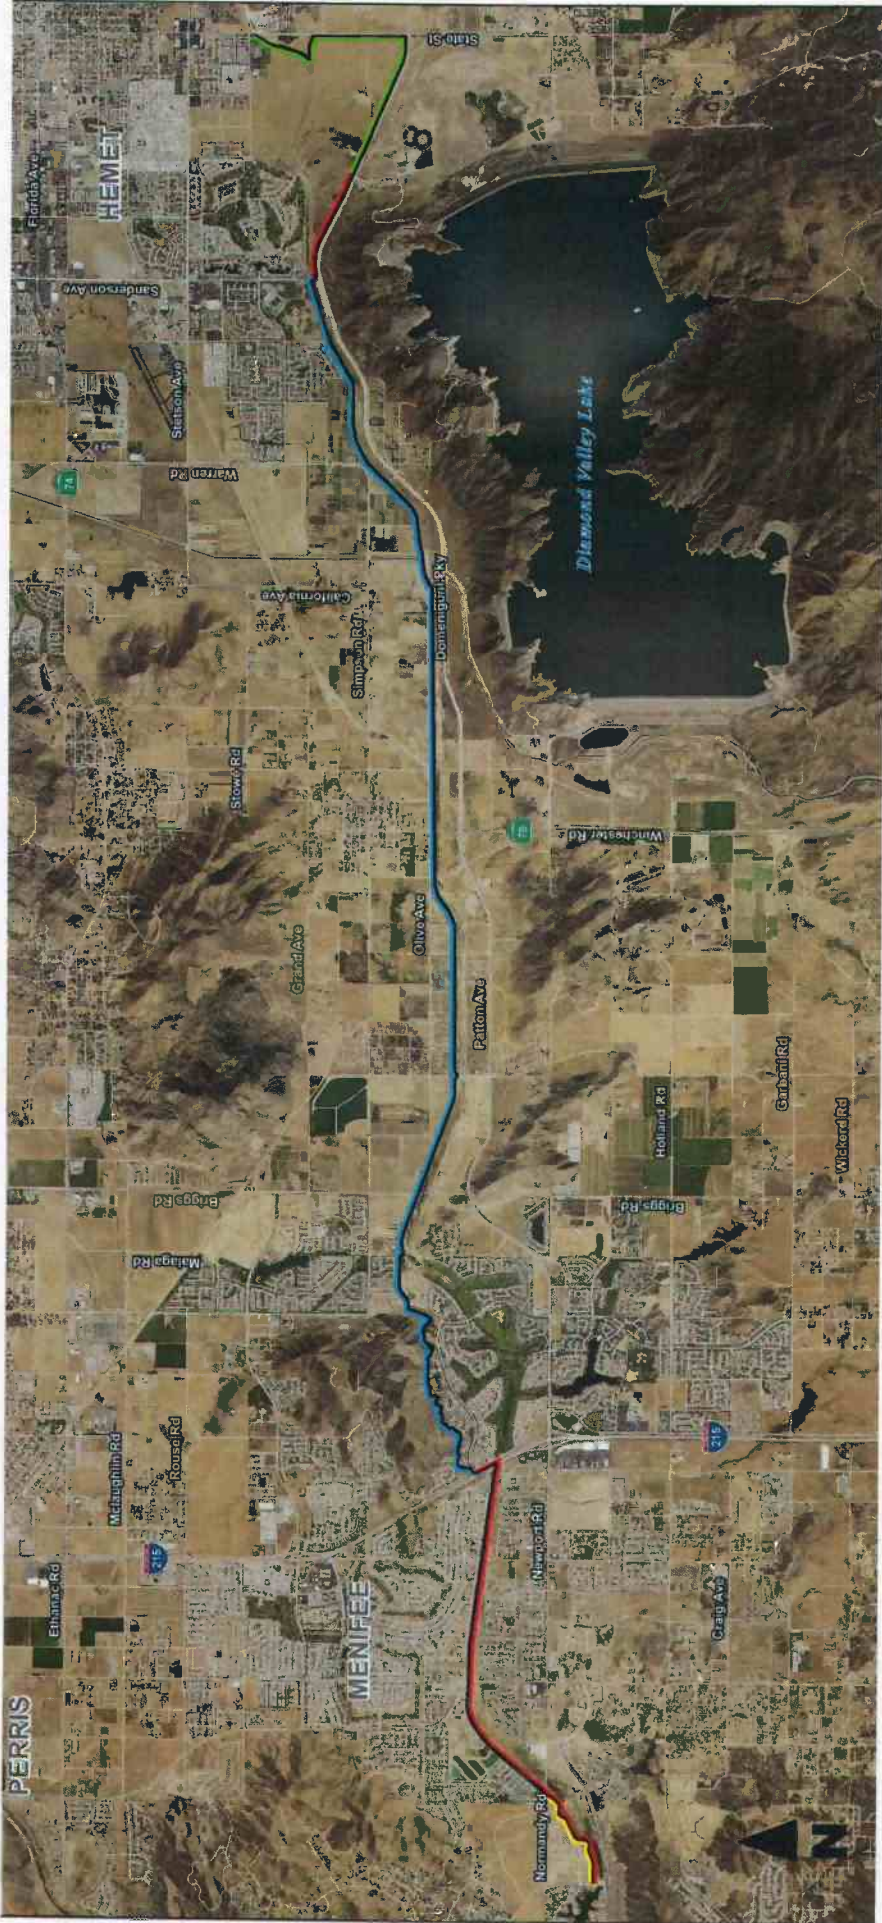 PERRIS
Ethanac Rd
Mclaughlin Rd
Rouse Rd
215
MENIFEE
Normandy Rd
Newport Rd
Craig Ave
215
Malaga Rd
Briggs Rd
Briggs Rd
Holland Rd
Garbani Rd
Wickerd Rd
Grand Ave
Olive Ave
Patton Ave
Stowe Rd
Simpson Rd
California Ave
Domenigoni Pky
79
Winchester Rd
Diamond Valley Lake
74
Warren Rd
Stetson Ave
Sanderson Ave
Florida Ave
HEMET
State St
N